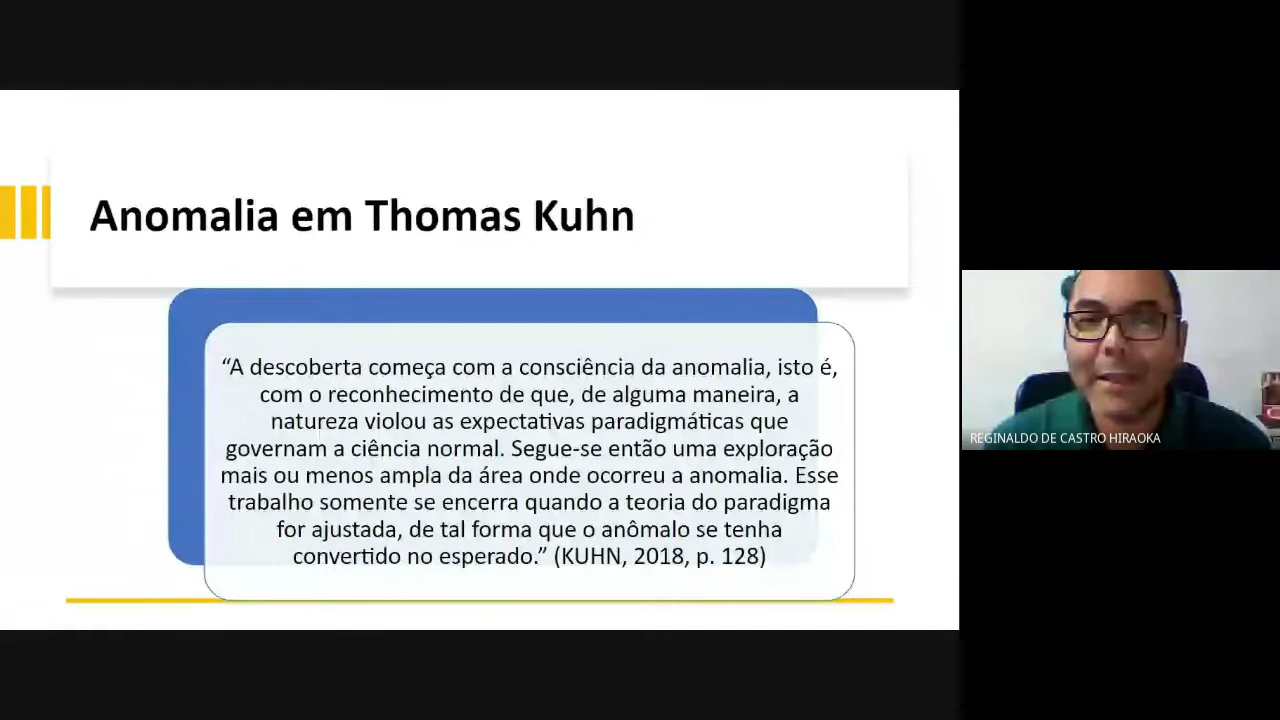 Anomalia em Thomas Kuhn
“A descoberta começa com a consciência da anomalia, isto é,
com o reconhecimento de que, de alguma maneira, a
natureza violou as expectativas paradigmáticas que
governam a ciência normal. Segue-se então uma exploração
mais ou menos ampla da área onde ocorreu a anomalia. Esse
trabalho somente se encerra quando a teoria do paradigma
for ajustada, de tal forma que o anômalo se tenha
convertido no esperado.” (KUHN, 2018, p. 128)
REGINALDO DE CASTRO HIRAOKA